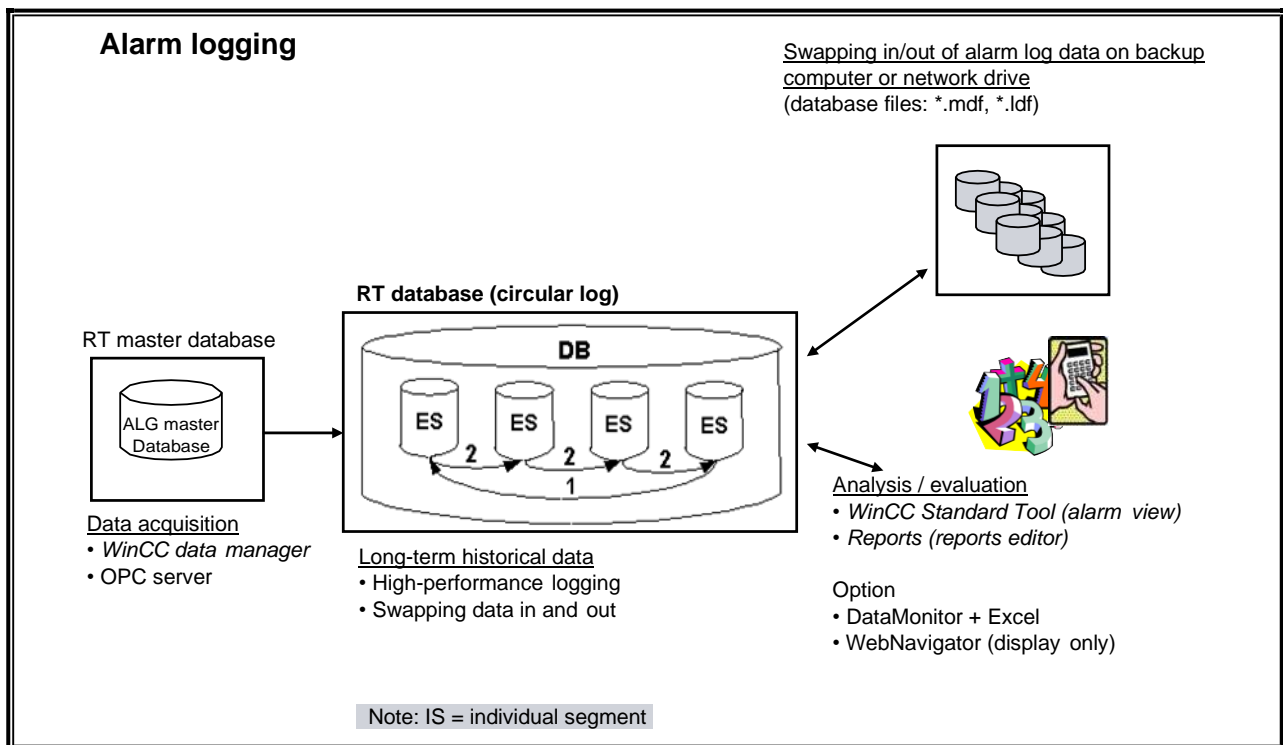 Alarm logging
Swapping in/out of alarm log data on backup
computer or network drive
(database files: *.mdf, *.ldf)
RT database (circular log)
RT master database
DB
ALG master
Database
ES
ES
ES
ES
2
2
2
1
Data acquisition
• WinCC data manager
• OPC server
Long-term historical data
• High-performance logging
• Swapping data in and out
1 + 4
2 3
Analysis / evaluation
• WinCC Standard Tool (alarm view)
• Reports (reports editor)
Option
• DataMonitor + Excel
• WebNavigator (display only)
Note: IS = individual segment